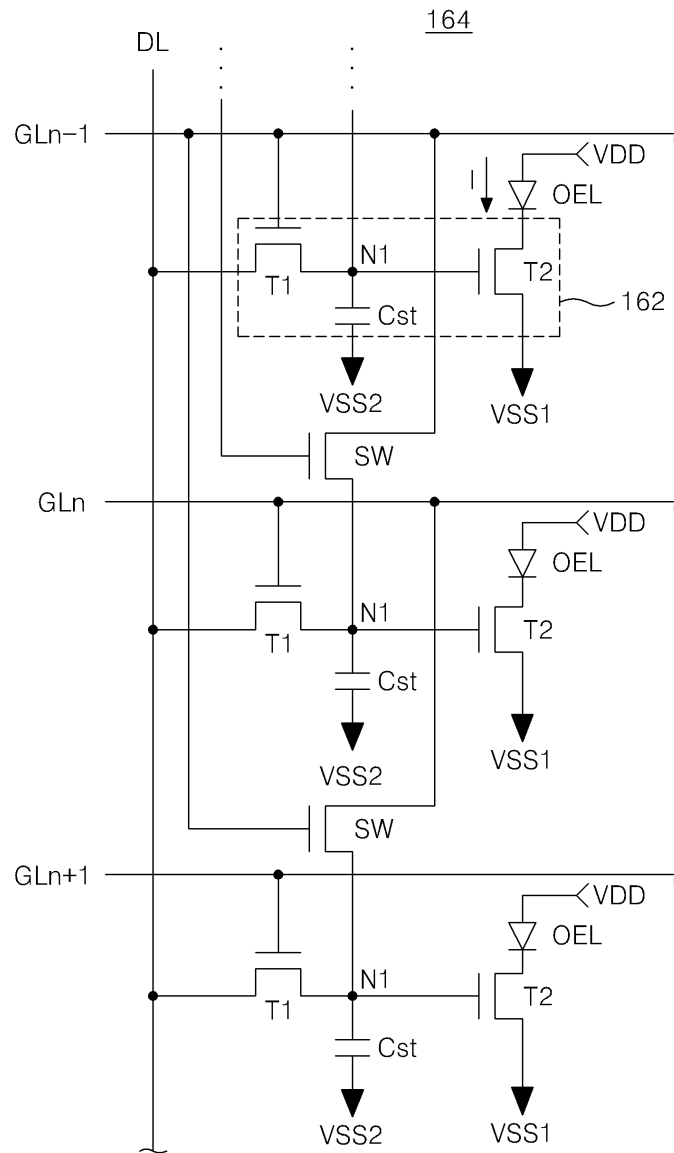 164
DL
GLn-1
VDD
I
OEL
N1
T2
T1
162
Cst
VSS2
VSS1
SW
GLn
VDD
OEL
N1
T2
T1
Cst
VSS2
VSS1
SW
GLn+1
VDD
OEL
N1
T2
T1
Cst
VSS2
VSS1